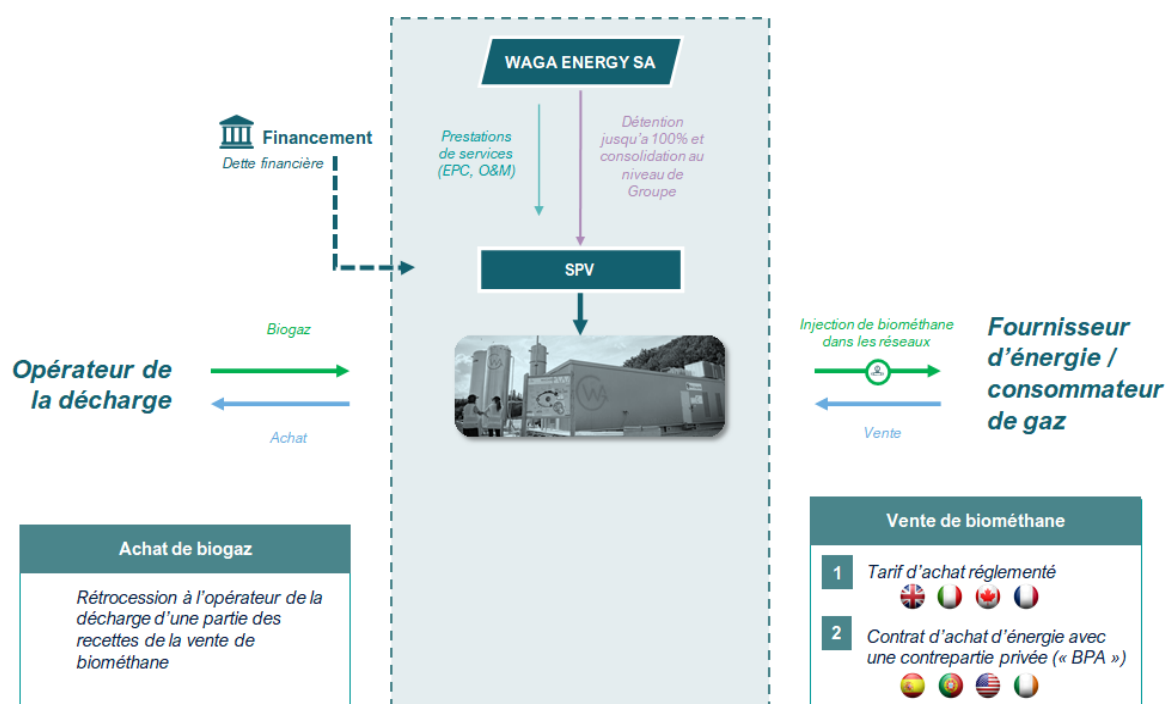 WAGA ENERGY SA
Financement
Dette financière
Prestations
de services
(EPC, O&M)
Détention
jusqu'a 100% et
consolidation au
niveau de
Groupe
SPV
Opérateur de
la décharge
Biogaz
Achat
Injection de biométhane
dans les réseaux
Vente
Fournisseur
d'énergie /
consommateur
de gaz
Achat de biogaz
Rétrocession à l'opérateur de la
décharge d'une partie des
recettes de la vente de
biométhane
Vente de biométhane
1 Tarif d'achat réglementé
2 Contrat d'achat d'énergie avec
une contrepartie privée (« BPA »)